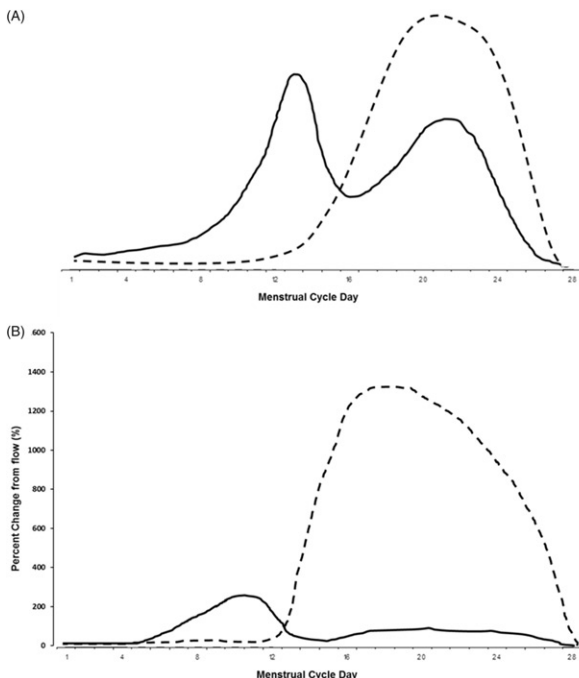 (A)
1 4 8 12 16 20 24 28
Menstrual Cycle Day
(B)
600
1400
1200
1000
800
600
400
200
0
Percent Change from flow (%)
1 4 8 12 16 20 24 28
Menstrual Cycle Day